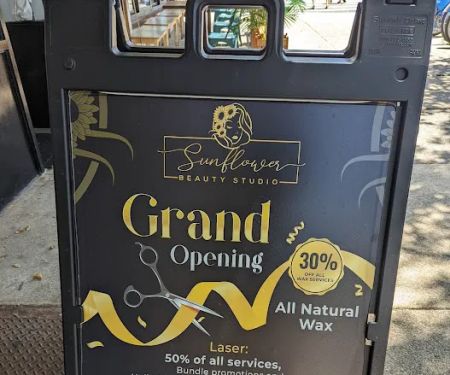 Sunflower
BEAUTY STUDIO
Grand
Opening
30%
OFF ALL
WAX SERVICES
All Natural
Wax
Laser:
50% of all services,
Bundle promotions